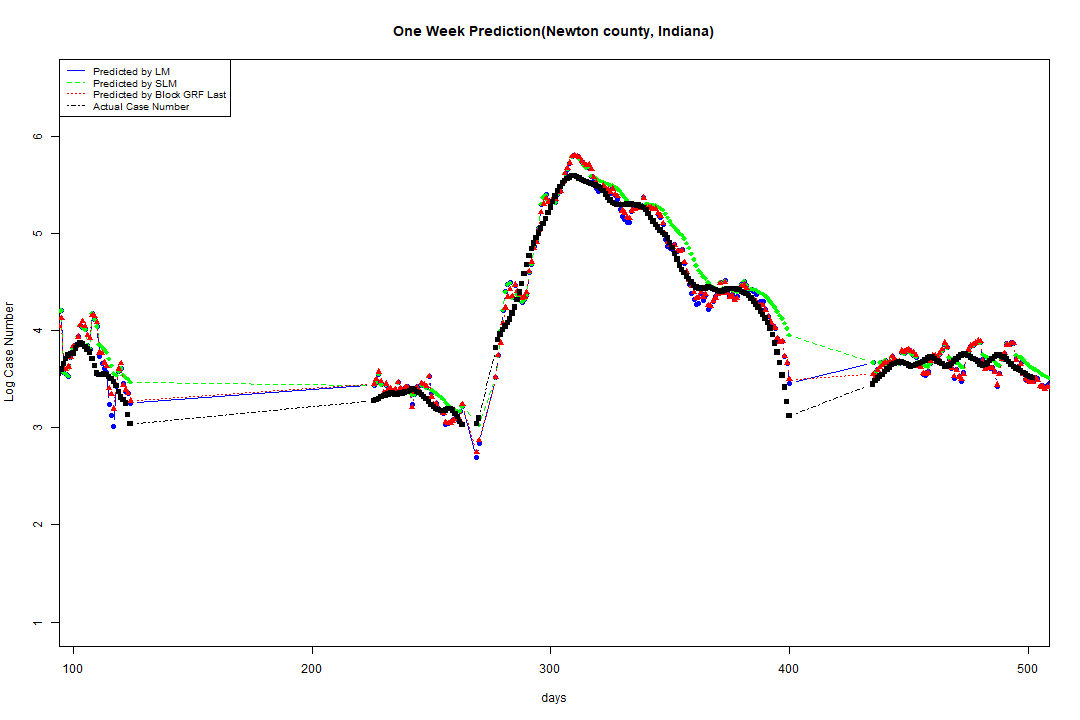 One Week Prediction(Newton county, Indiana)
Predicted by LM
Predicted by SLM
Predicted by Block GRF Last
Actual Case Number
Log Case Number
6
5
4
3
2
1
100 200 300 400 500
days